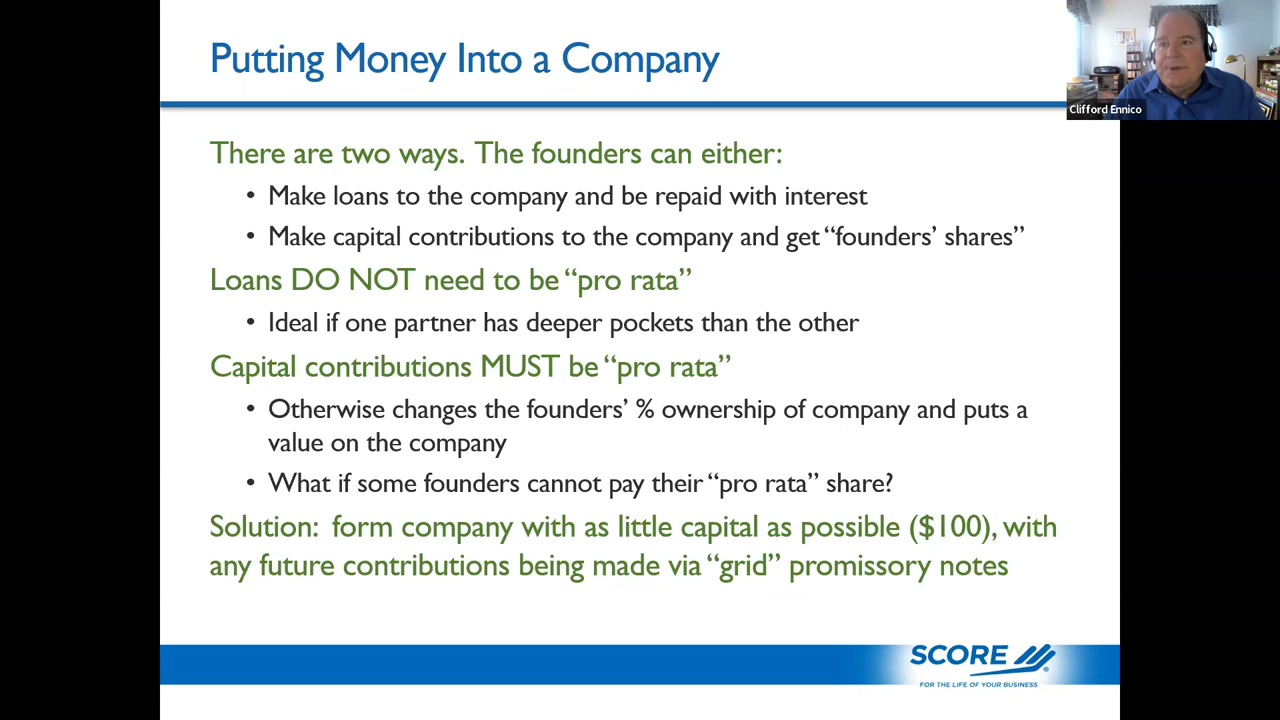 Putting Money Into a Company
Clifford Ennico
There are two ways. The founders can either:
• Make loans to the company and be repaid with interest
• Make capital contributions to the company and get “founders’ shares”
Loans DO NOT need to be “pro rata”
• Ideal if one partner has deeper pockets than the other
Capital contributions MUST be “pro rata”
• Otherwise changes the founders’ % ownership of company and puts a
value on the company
• What if some founders cannot pay their “pro rata” share?
Solution: form company with as little capital as possible ($100), with
any future contributions being made via “grid” promissory notes
SCORE
FOR THE LIFE OF YOUR BUSINESS